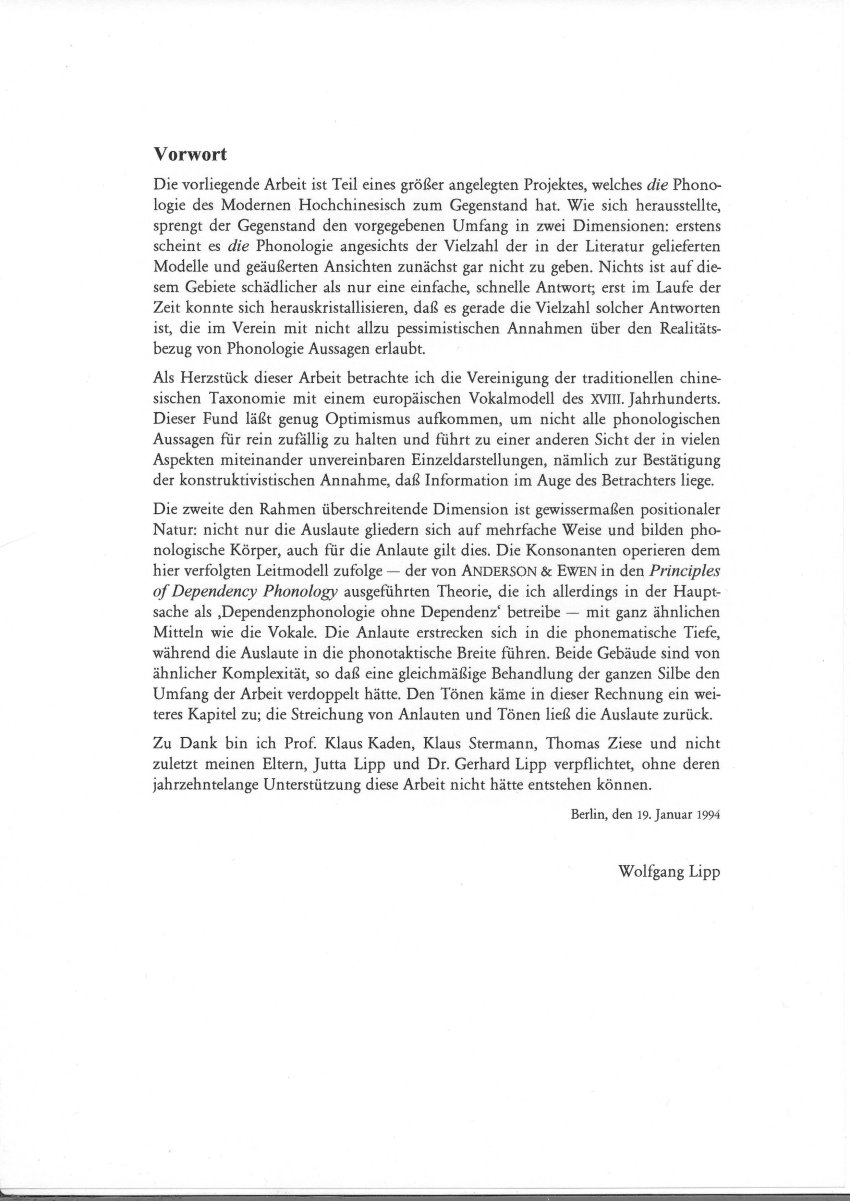 Vorwort
Die vorliegende Arbeit ist Teil eines größer angelegten Projektes, welches die Phono-
logie des Modernen Hochchinesisch zum Gegenstand hat. Wie sich herausstellte,
sprengt der Gegenstand den vorgegebenen Umfang in zwei Dimensionen: erstens
scheint es die Phonologie angesichts der Vielzahl der in der Literatur gelieferten
Modelle und geäußerten Ansichten zunächst gar nicht zu geben. Nichts ist auf die-
sem Gebiete schädlicher als nur eine einfache, schnelle Antwort; erst im Laufe der
Zeit konnte sich herauskristallisieren, daß es gerade die Vielzahl solcher Antworten
ist, die im Verein mit nicht allzu pessimistischen Annahmen über den Realitäts-
bezug von Phonologie Aussagen erlaubt.
Als Herzstück dieser Arbeit betrachte ich die Vereinigung der traditionellen chine-
sischen Taxonomie mit einem europäischen Vokalmodell des XVIII. Jahrhunderts.
Dieser Fund läßt genug Optimismus aufkommen, um nicht alle phonologischen
Aussagen für rein zufällig zu halten und führt zu einer anderen Sicht der in vielen
Aspekten miteinander unvereinbaren Einzeldarstellungen, nämlich zur Bestätigung
der konstruktivistischen Annahme, daß Information im Auge des Betrachters liege.
Die zweite den Rahmen überschreitende Dimension ist gewissermaßen positionaler
Natur: nicht nur die Auslaute gliedern sich auf mehrfache Weise und bilden pho-
nologische Körper, auch für die Anlaute gilt dies. Die Konsonanten operieren dem
hier verfolgten Leitmodell zufolge — der von ANDERSON & EWEN in den Principles
of Dependency Phonology ausgeführten Theorie, die ich allerdings in der Haupt-
sache als ‚Dependenzphonologie ohne Dependenz‘ betreibe — mit ganz ähnlichen
Mitteln wie die Vokale. Die Anlaute erstrecken sich in die phonematische Tiefe,
während die Auslaute in die phonotaktische Breite führen. Beide Gebäude sind von
ähnlicher Komplexität, so daß eine gleichmäßige Behandlung der ganzen Silbe den
Umfang der Arbeit verdoppelt hätte. Den Tönen käme in dieser Rechnung ein wei-
teres Kapitel zu; die Streichung von Anlauten und Tönen ließ die Auslaute zurück.
Zu Dank bin ich Prof. Klaus Kaden, Klaus Stermann, Thomas Ziese und nicht
zuletzt meinen Eltern, Jutta Lipp und Dr. Gerhard Lipp verpflichtet, ohne deren
jahrzehntelange Unterstützung diese Arbeit nicht hätte entstehen können.
Berlin, den 19. Januar 1994
Wolfgang Lipp